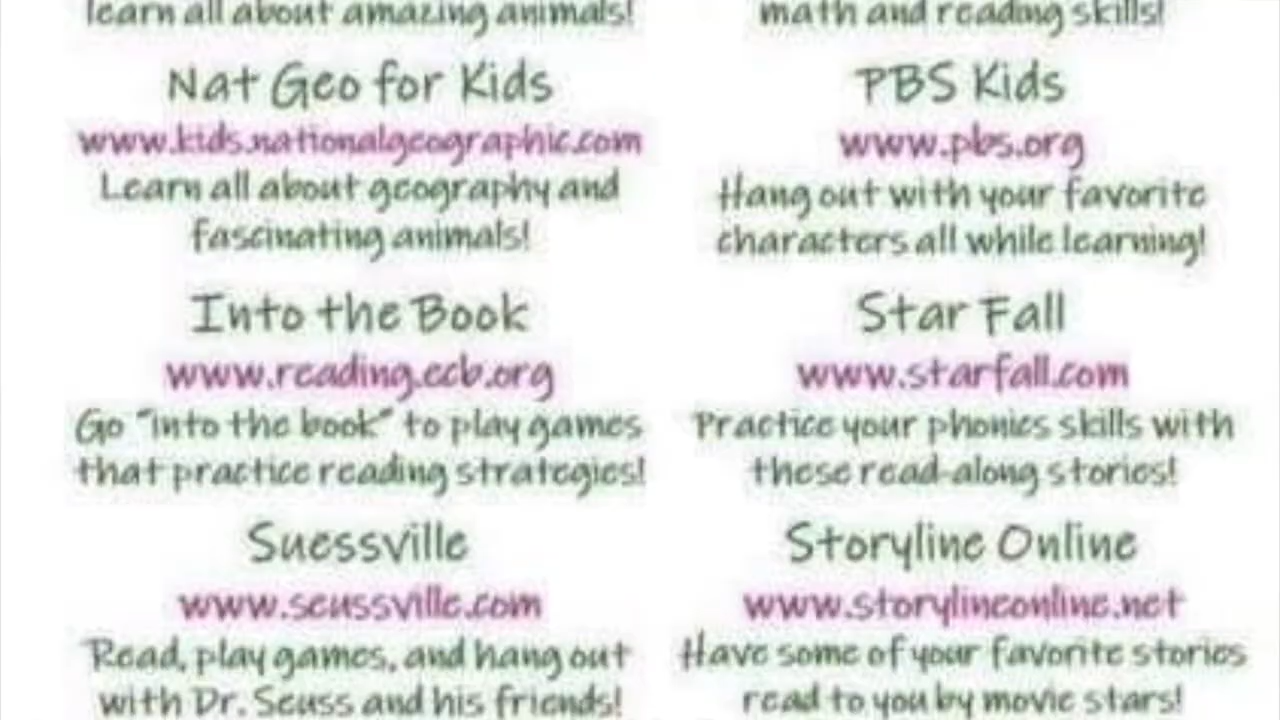 learn all about amazing animals!
Nat Geo for Kids
www.kids.nationalgeographic.com
Learn all about geography and
fascinating animals!
Into the Book
www.reading.ecb.org
Go "into the book" to play games
that practice reading strategies!
Suessville
www.seussville.com
Read, play games, and hang out
with Dr. Seuss and his friends!
math and reading skills!
PBS Kids
www.pbs.org
Hang out with your favorite
characters all while learning!
Star Fall
www.starfall.com
Practice your phonics skills with
these read-along stories!
Storyline Online
www.storylineonline.net
Have some of your favorite stories
read to you by movie stars!